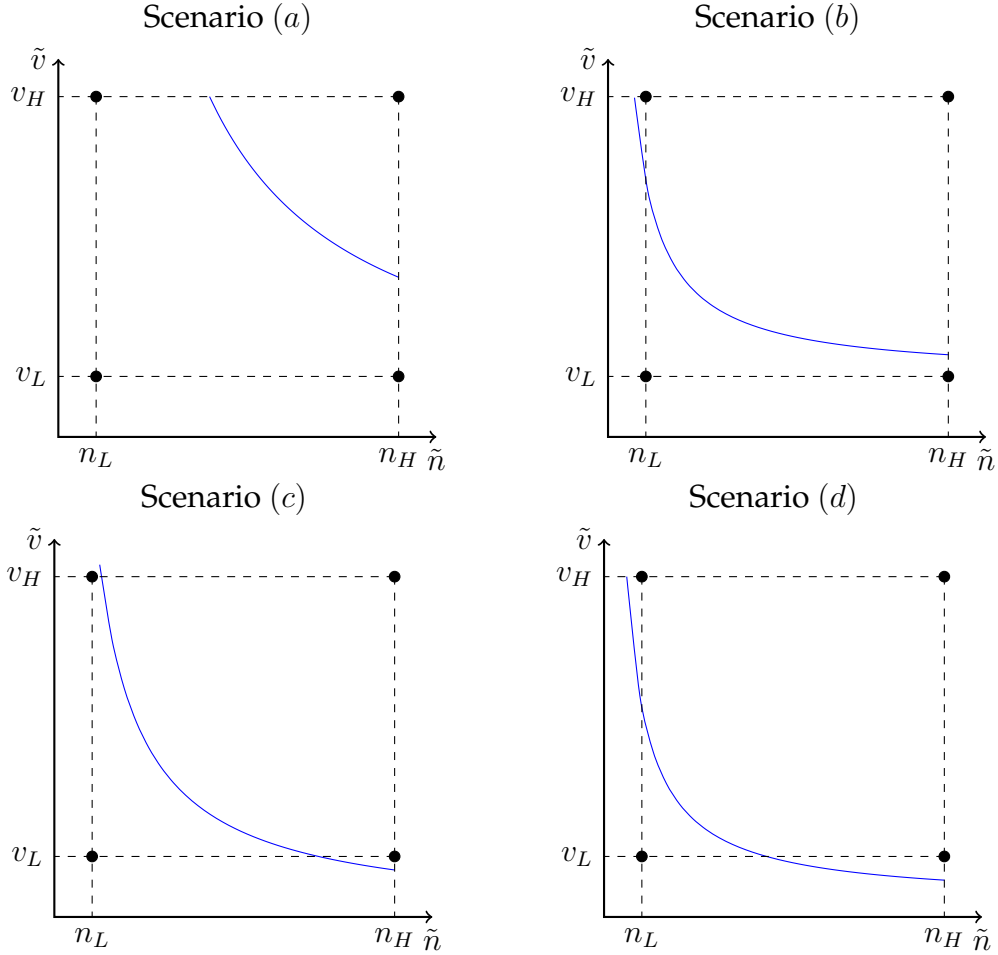 Scenario (a)
ṽ
v_H
v_L
n_L
n_H ñ
Scenario (b)
ṽ
v_H
v_L
n_L
n_H ñ
Scenario (c)
ṽ
v_H
v_L
n_L
n_H ñ
Scenario (d)
ṽ
v_H
v_L
n_L
n_H ñ